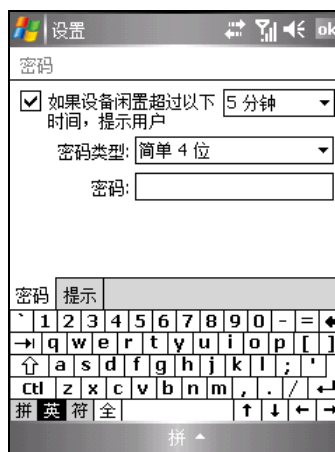 设置 ok
密码
如果设备闲置超过以下 5 分钟
时间，提示用户
密码类型: 简单 4 位
密码:
密码 提示
` 1 2 3 4 5 6 7 8 9 0 - = 
q w e r t y u i o p [ ]
a s d f g h j k l ; '
Ctl z x c v b n m , . /
拼 英 符 全
拼